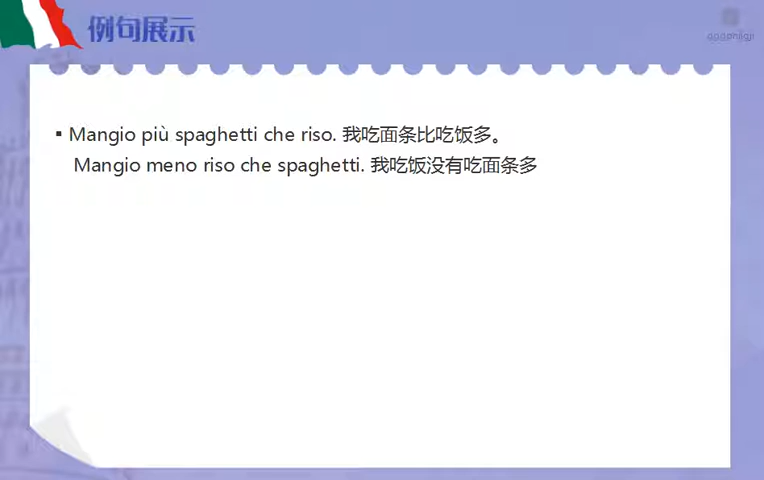 例句展示
▪ Mangio più spaghetti che riso. 我吃面条比吃饭多。
Mangio meno riso che spaghetti. 我吃饭没有吃面条多